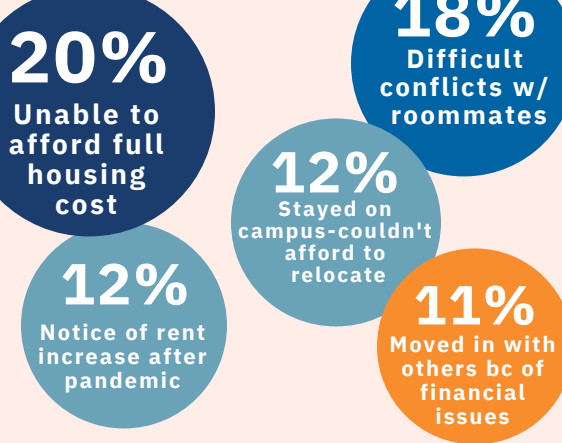 20%
Unable to
afford full
housing
cost
18%
Difficult
conflicts w/
roommates
12%
Stayed on
campus-couldn't
afford to
relocate
12%
Notice of rent
increase after
pandemic
11%
Moved in with
others bc of
financial
issues